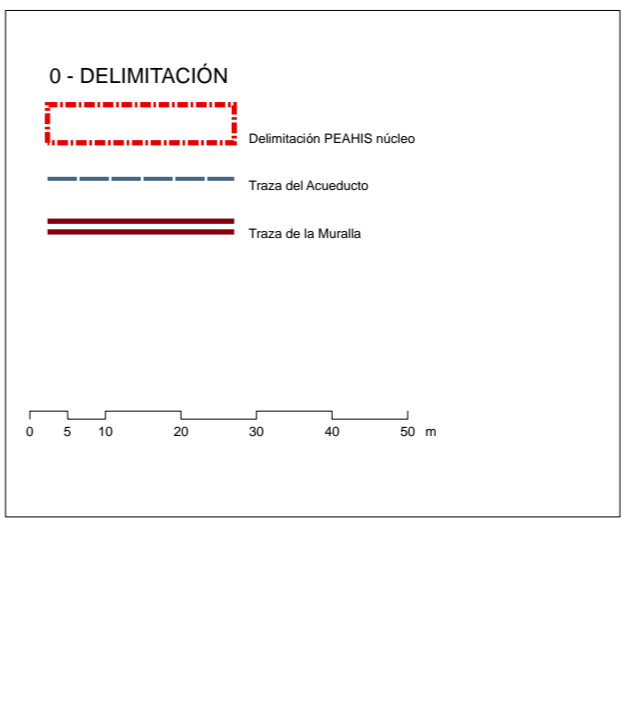 0 - DELIMITACIÓN
Delimitación PEAHIS núcleo
Traza del Acueducto
Traza de la Muralla
0 5 10 20 30 40 50 m